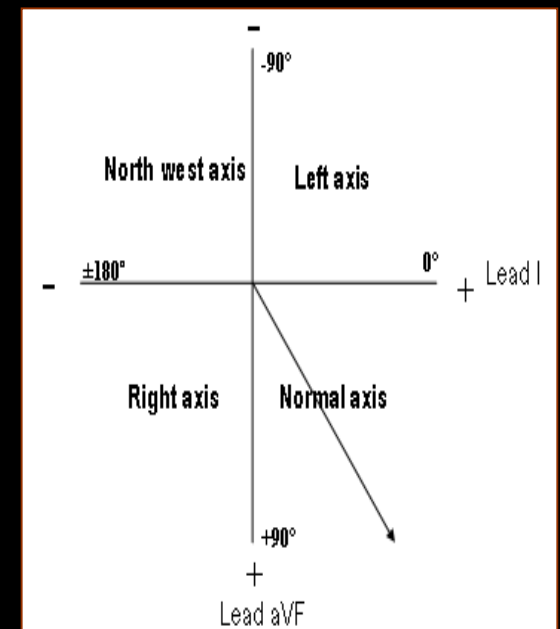 -
-90°
North west axis
Left axis
-
±180°
0°
+ Lead I
Right axis
Normal axis
+90°
+
Lead aVF